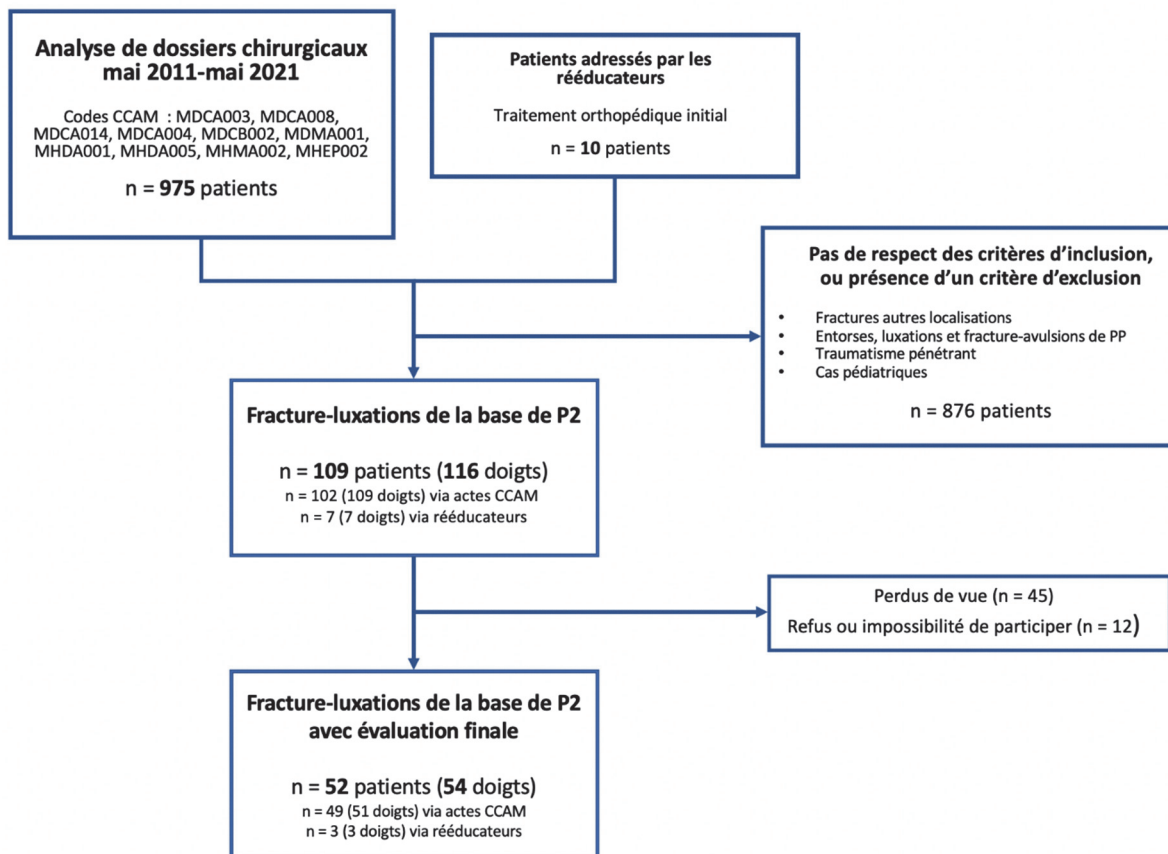 Analyse de dossiers chirurgicaux
mai 2011-mai 2021
Codes CCAM : MDCA003, MDCA008,
MDCA014, MDCA004, MDCB002, MDMA001,
MHDA001, MHDA005, MHMA002, MHEP002
n = 975 patients
Patients adressés par les
rééducateurs
Traitement orthopédique initial
n = 10 patients
Pas de respect des critères d’inclusion,
ou présence d’un critère d’exclusion
• Fractures autres localisations
• Entorses, luxations et fracture-avulsions de PP
• Traumatisme pénétrant
• Cas pédiatriques
n = 876 patients
Fracture-luxations de la base de P2
n = 109 patients (116 doigts)
n = 102 (109 doigts) via actes CCAM
n = 7 (7 doigts) via rééducateurs
Perdus de vue (n = 45)
Refus ou impossibilité de participer (n = 12)
Fracture-luxations de la base de P2
avec évaluation finale
n = 52 patients (54 doigts)
n = 49 (51 doigts) via actes CCAM
n = 3 (3 doigts) via rééducateurs